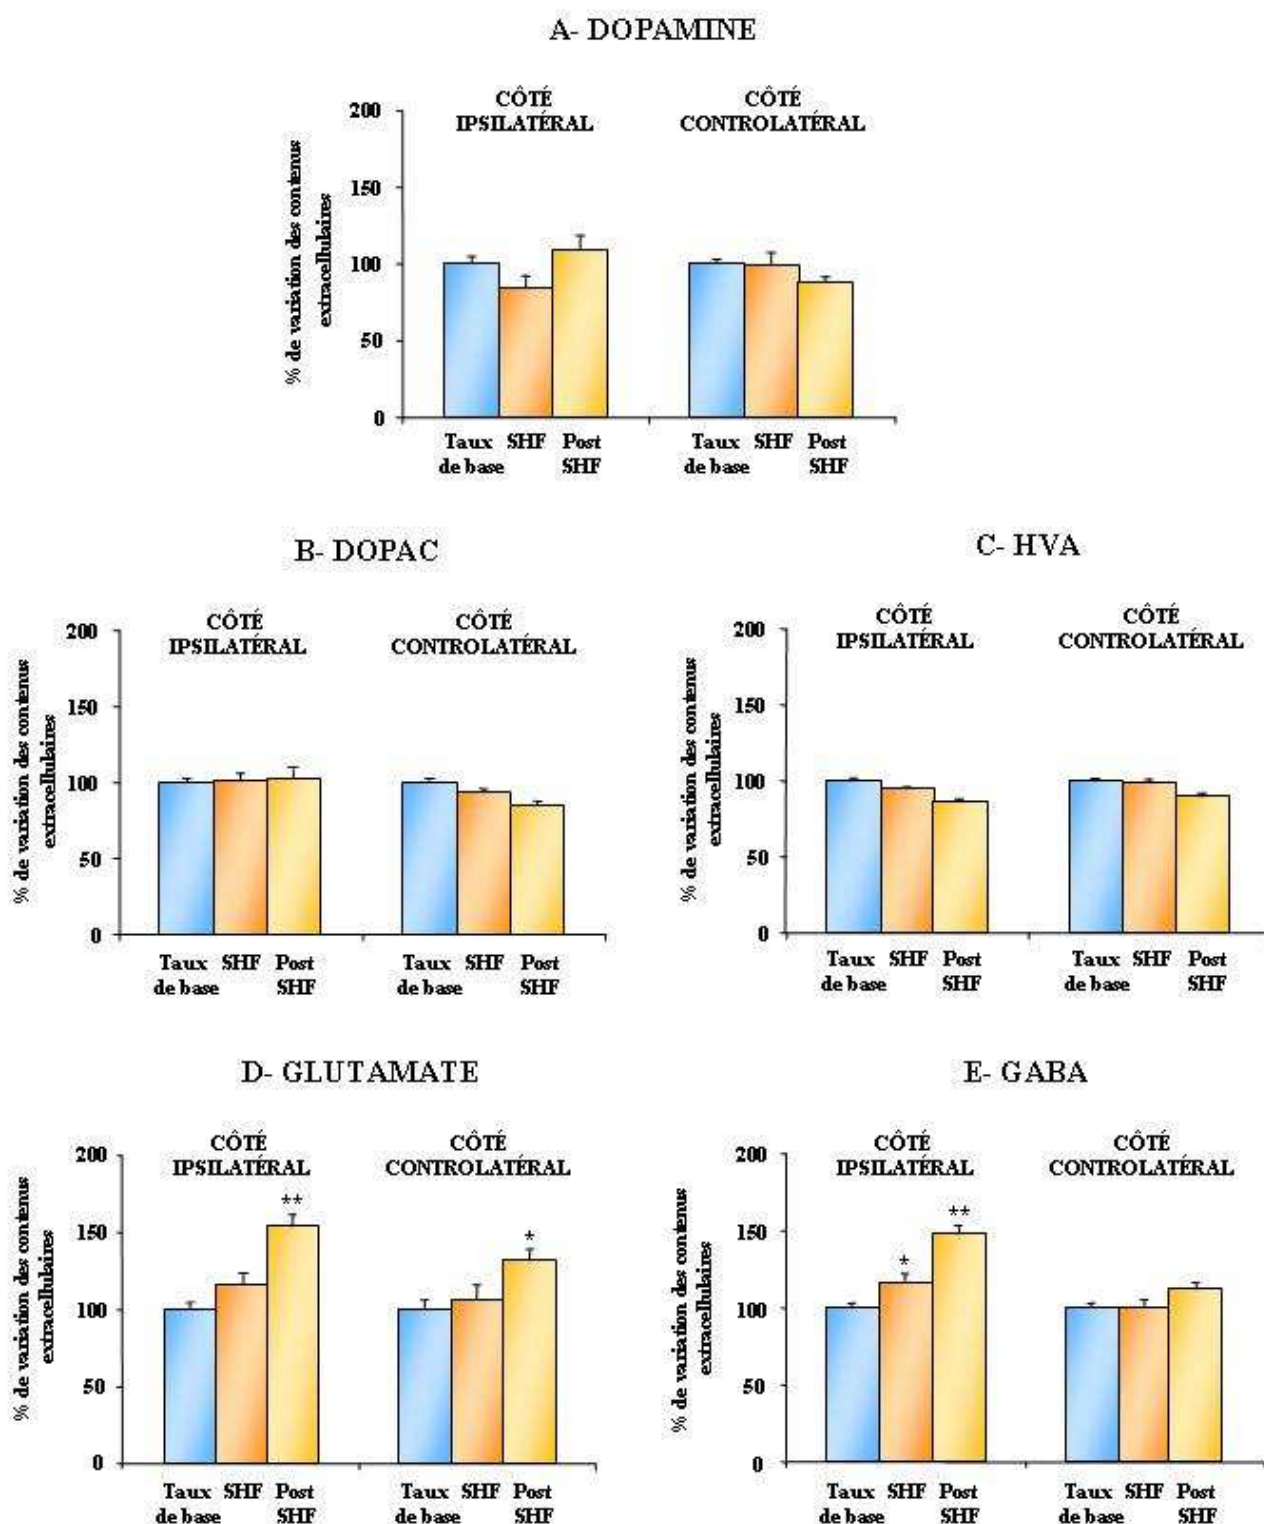 A- DOPAMINE
CÔTÉ
IPSILATÉRAL
CÔTÉ
CONTROLATÉRAL
% de variation des contenus
extracellulaires
200
150
100
50
0
Taux
de base
SHF
Post
SHF
Taux
de base
SHF
Post
SHF
B- DOPAC
CÔTÉ
IPSILATÉRAL
CÔTÉ
CONTROLATÉRAL
% de variation des contenus
extracellulaires
200
150
100
50
0
Taux
de base
SHF
Post
SHF
Taux
de base
SHF
Post
SHF
C- HVA
CÔTÉ
IPSILATÉRAL
CÔTÉ
CONTROLATÉRAL
% de variation des contenus
extracellulaires
200
150
100
50
0
Taux
de base
SHF
Post
SHF
Taux
de base
SHF
Post
SHF
D- GLUTAMATE
CÔTÉ
IPSILATÉRAL
CÔTÉ
CONTROLATÉRAL
% de variation des contenus
extracellulaires
200
150
100
50
0
**
*
Taux
de base
SHF
Post
SHF
Taux
de base
SHF
Post
SHF
E- GABA
CÔTÉ
IPSILATÉRAL
CÔTÉ
CONTROLATÉRAL
% de variation des contenus
extracellulaires
200
150
100
50
0
*
**
Taux
de base
SHF
Post
SHF
Taux
de base
SHF
Post
SHF